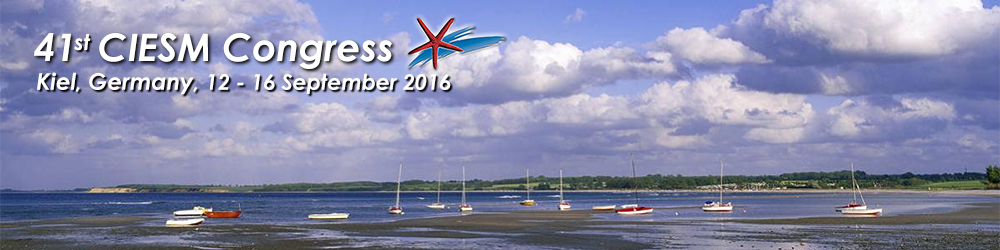 41st CIESM Congress
Kiel, Germany, 12 - 16 September 2016